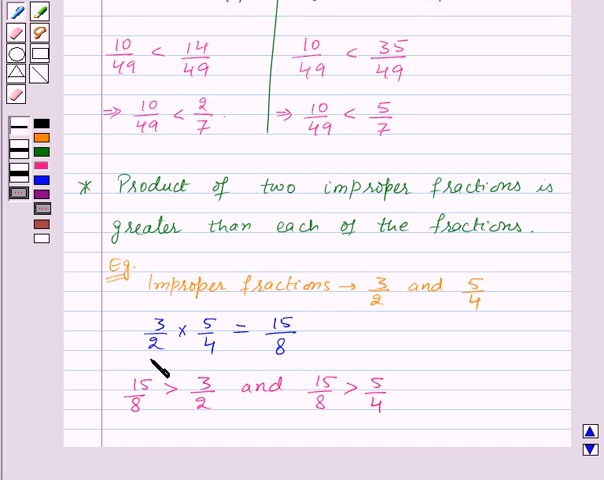 10/49 < 14/49    10/49 < 35/49
⇒ 10/49 < 2/7.    ⇒ 10/49 < 5/7
* Product of two improper fractions is
greater than each of the fractions.
Eg.
Improper fractions → 3/2 and 5/4
3/2 × 5/4 = 15/8
15/8 > 3/2 and 15/8 > 5/4